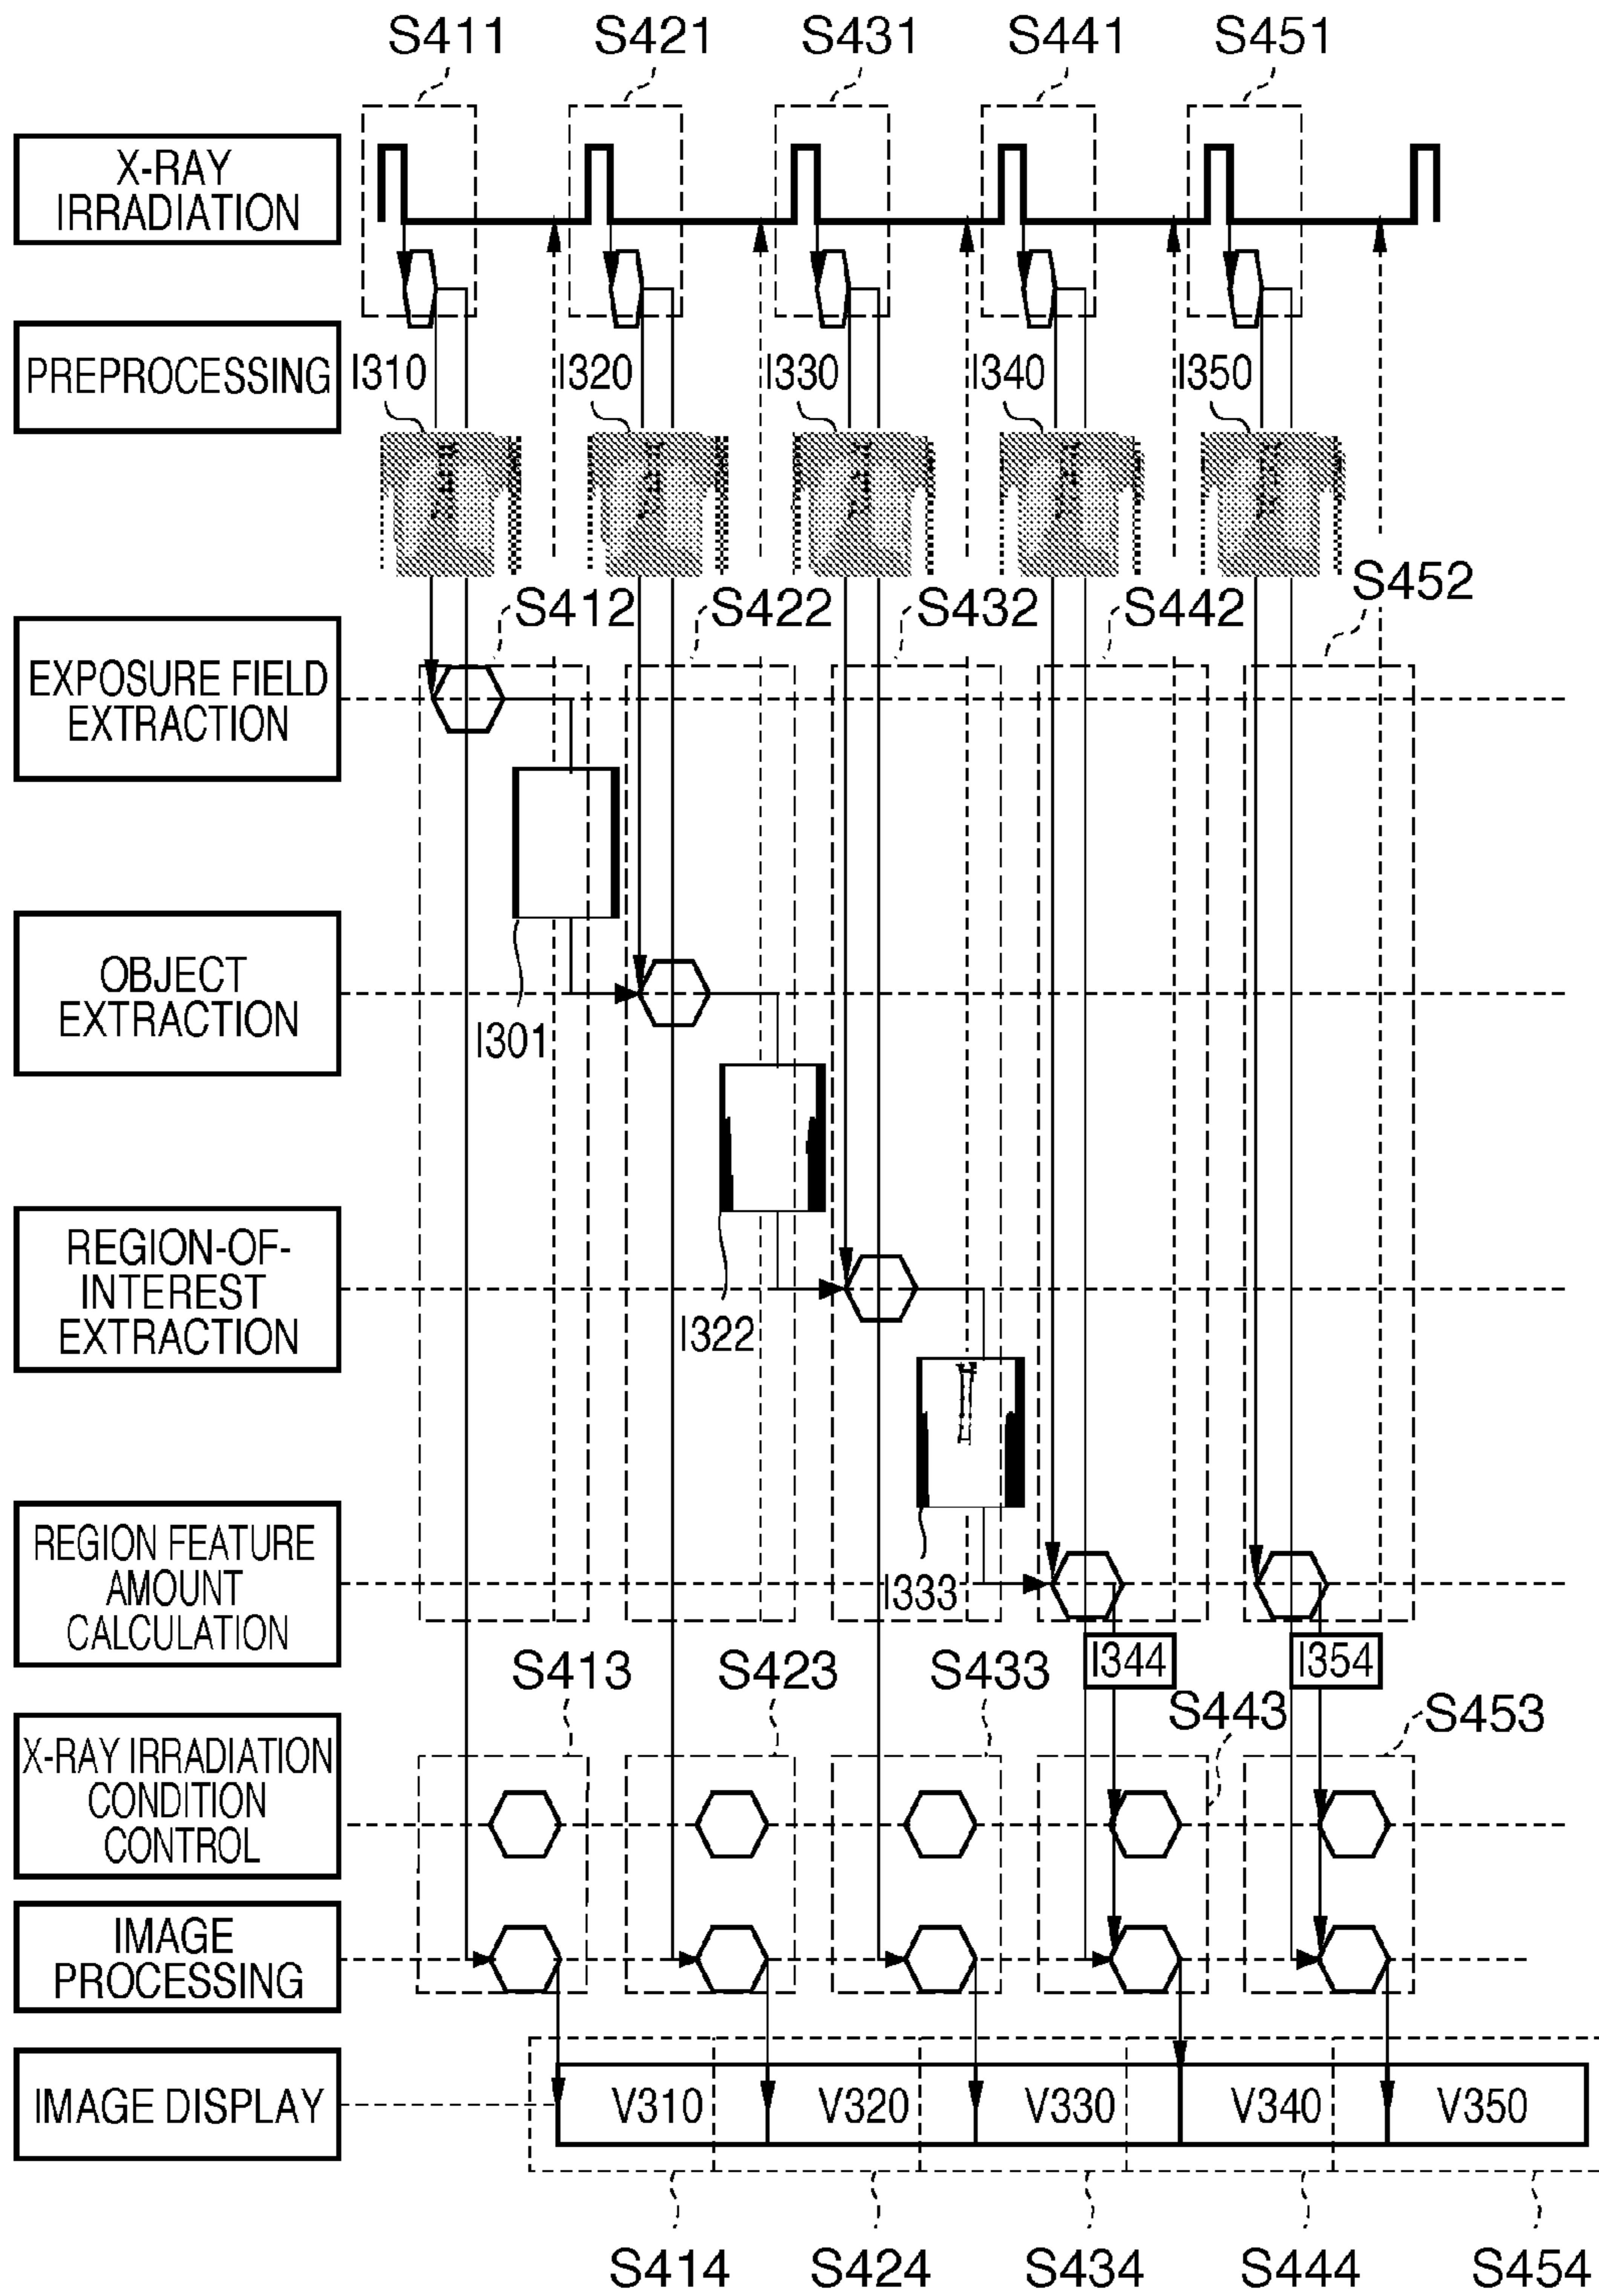 S411 S421 S431 S441 S451
X-RAY
IRRADIATION
PREPROCESSING
I310 I320 I330 I340 I350
S412 S422 S432 S442 S452
EXPOSURE FIELD
EXTRACTION
OBJECT
EXTRACTION
I301
REGION-OF-
INTEREST
EXTRACTION
I322
REGION FEATURE
AMOUNT
CALCULATION
I333
I344 I354
S413 S423 S433 S443 S453
X-RAY IRRADIATION
CONDITION
CONTROL
IMAGE
PROCESSING
IMAGE DISPLAY
V310 V320 V330 V340 V350
S414 S424 S434 S444 S454